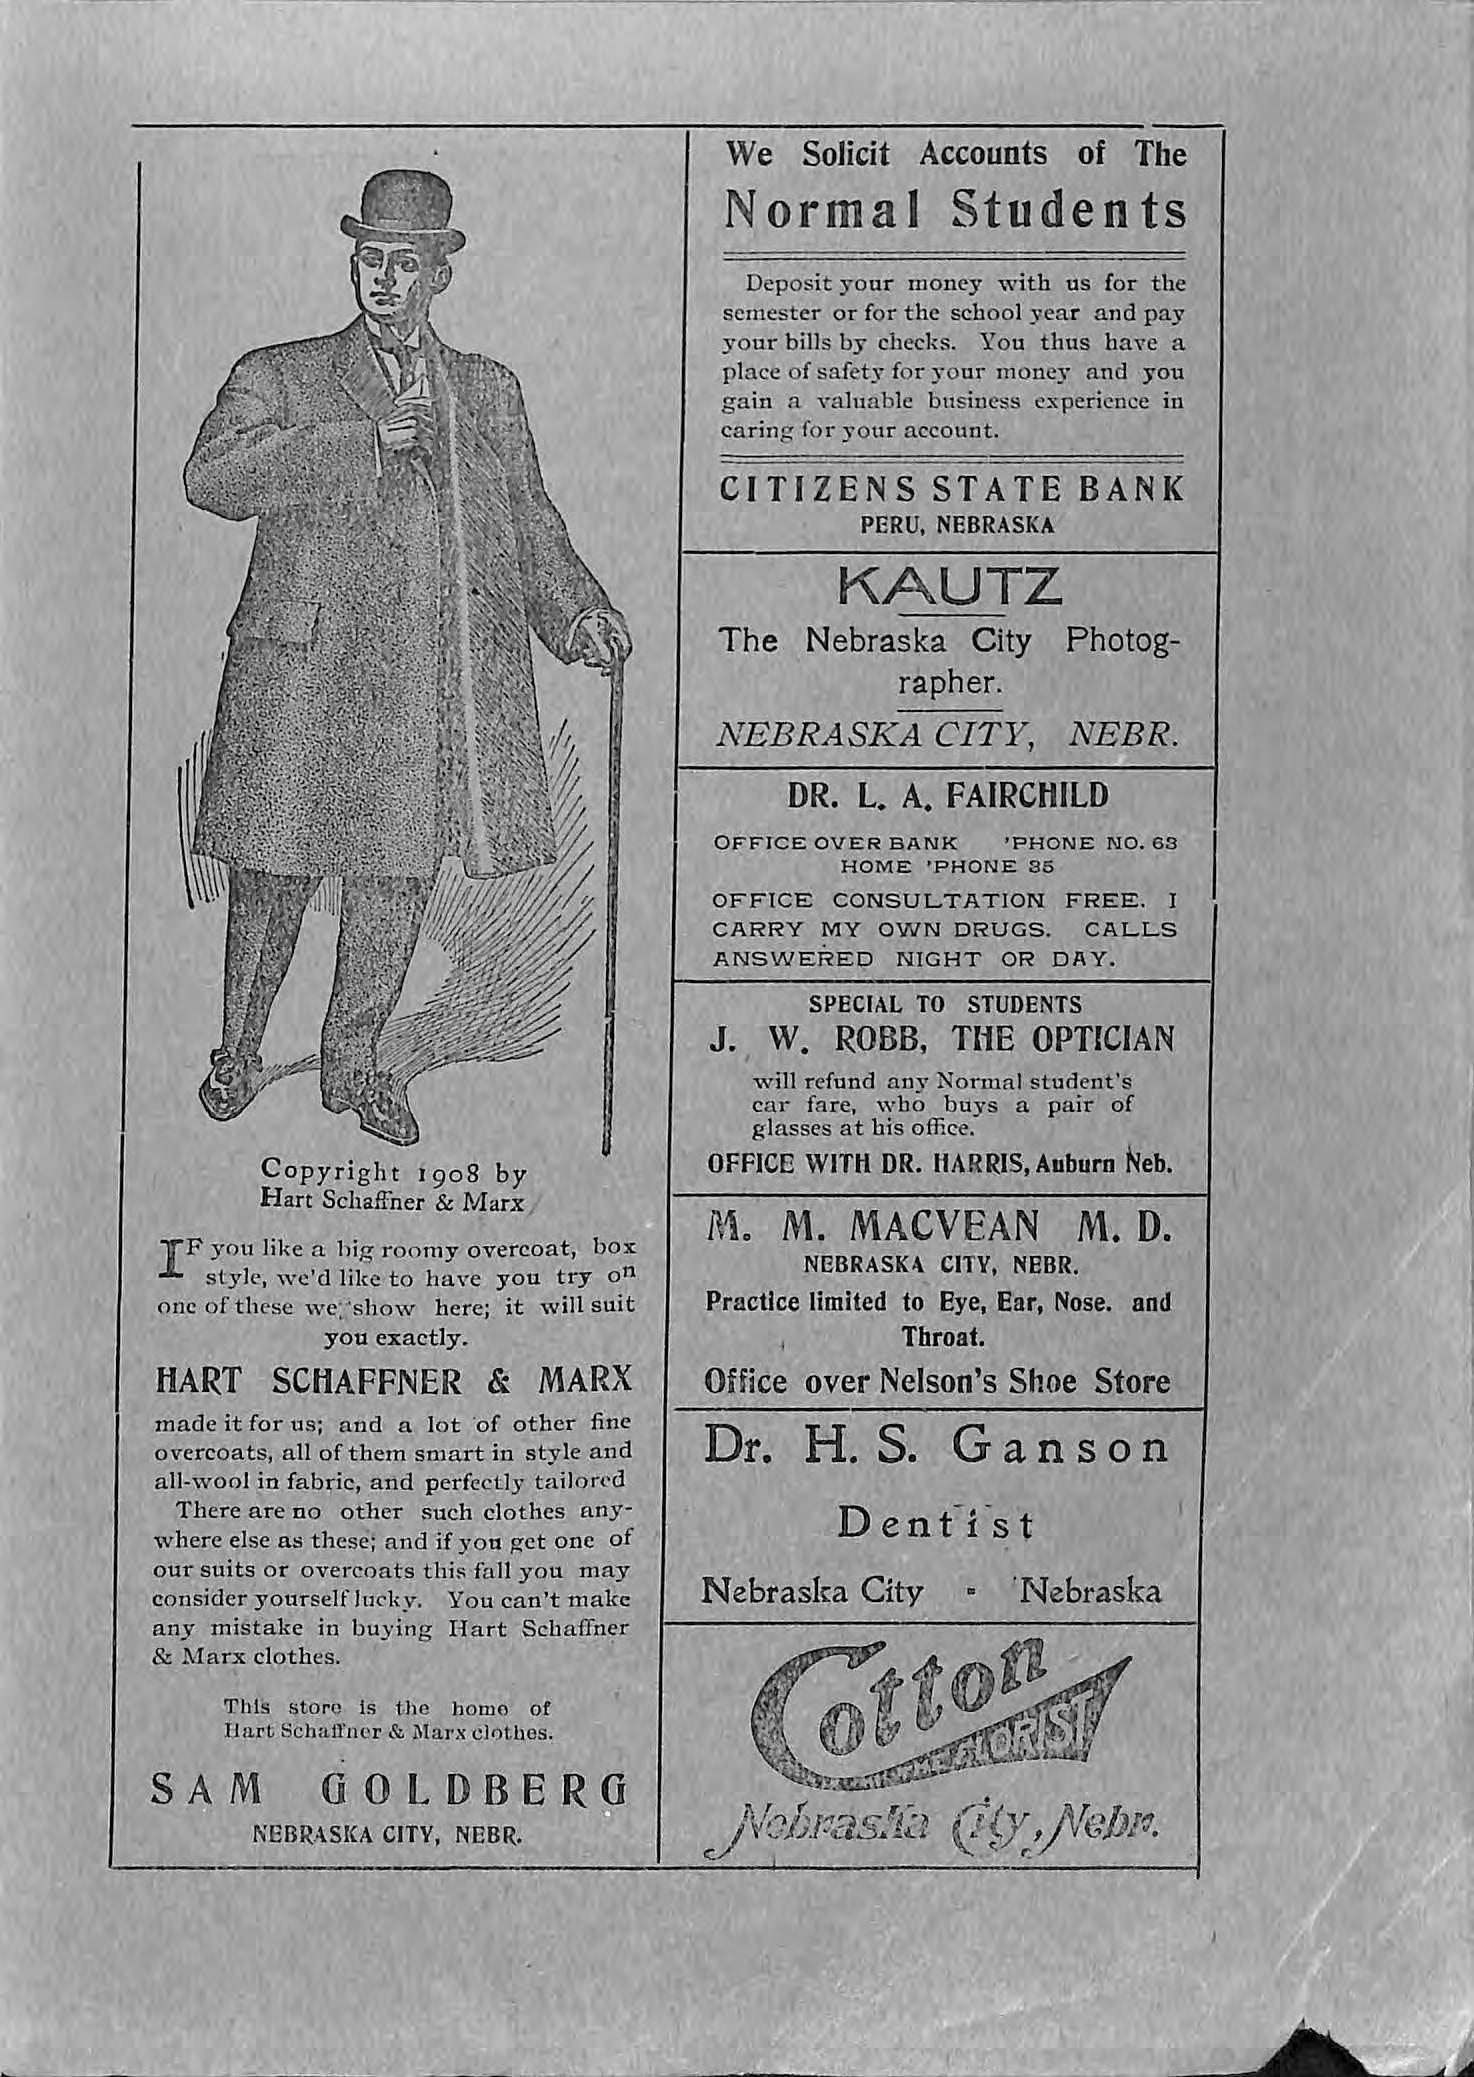 Copyright 1908 by
Hart Schaffner & Marx
IF you like a big roomy overcoat, box
style, we'd like to have you try on
one of these we show here; it will suit
you exactly.
HART SCHAFFNER & MARX
made it for us; and a lot of other fine
overcoats, all of them smart in style and
all-wool in fabric, and perfectly tailored
There are no other such clothes any-
where else as these; and if you get one of
our suits or overcoats this fall you may
consider yourself lucky. You can't make
any mistake in buying Hart Schaffner
& Marx clothes.
This store is the home of
Hart Schaffner & Marx clothes.
SAM GOLDBERG
NEBRASKA CITY, NEBR.
We Solicit Accounts of The
Normal Students
Deposit your money with us for the
semester or for the school year and pay
your bills by checks. You thus have a
place of safety for your money and you
gain a valuable business experience in
caring for your account.
CITIZENS STATE BANK
PERU, NEBRASKA
KAUTZ
The Nebraska City Photog-
rapher.
NEBRASKA CITY, NEBR.
DR. L. A. FAIRCHILD
OFFICE OVER BANK 'PHONE NO. 63
HOME 'PHONE 35
OFFICE CONSULTATION FREE. I
CARRY MY OWN DRUGS. CALLS
ANSWERED NIGHT OR DAY.
SPECIAL TO STUDENTS
J. W. ROBB, THE OPTICIAN
will refund any Normal student's
car fare, who buys a pair of
glasses at his office.
OFFICE WITH DR. HARRIS, Auburn Neb.
M. M. MACVEAN M. D.
NEBRASKA CITY, NEBR.
Practice limited to Eye, Ear, Nose. and
Throat.
Office over Nelson's Shoe Store
Dr. H. S. Ganson
Dentist
Nebraska City - Nebraska
Cotton
THE FLORIST
Nebraska City, Nebr.